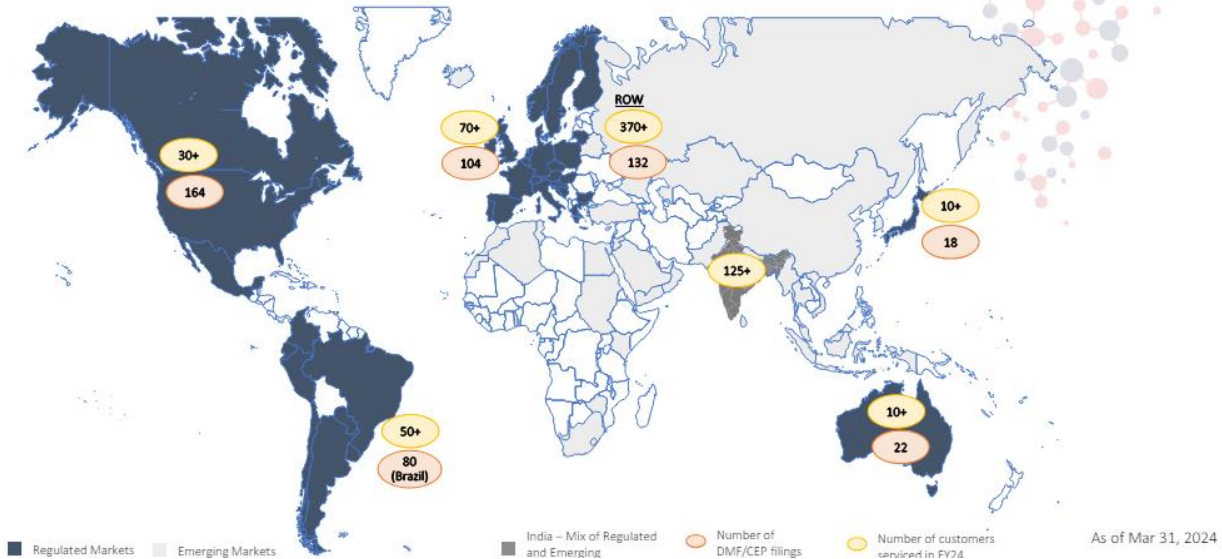 ROW
370+
132
70+
104
30+
164
10+
18
125+
10+
22
50+
80
(Brazil)
Regulated Markets
Emerging Markets
India – Mix of Regulated
and Emerging
Number of
DMF/CEP filings
Number of customers
serviced in FY24
As of Mar 31, 2024